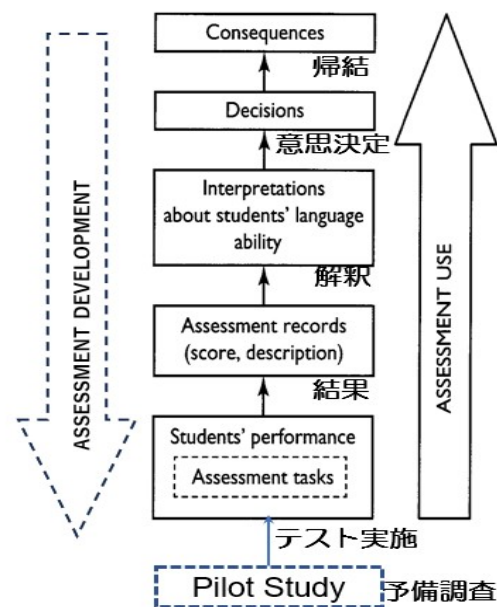 Consequences
帰結
Decisions
意思決定
Interpretations
about students' language
ability
解釈
Assessment records
(score, description)
結果
Students' performance
Assessment tasks
テスト実施
Pilot Study
予備調査
ASSESSMENT DEVELOPMENT
ASSESSMENT USE